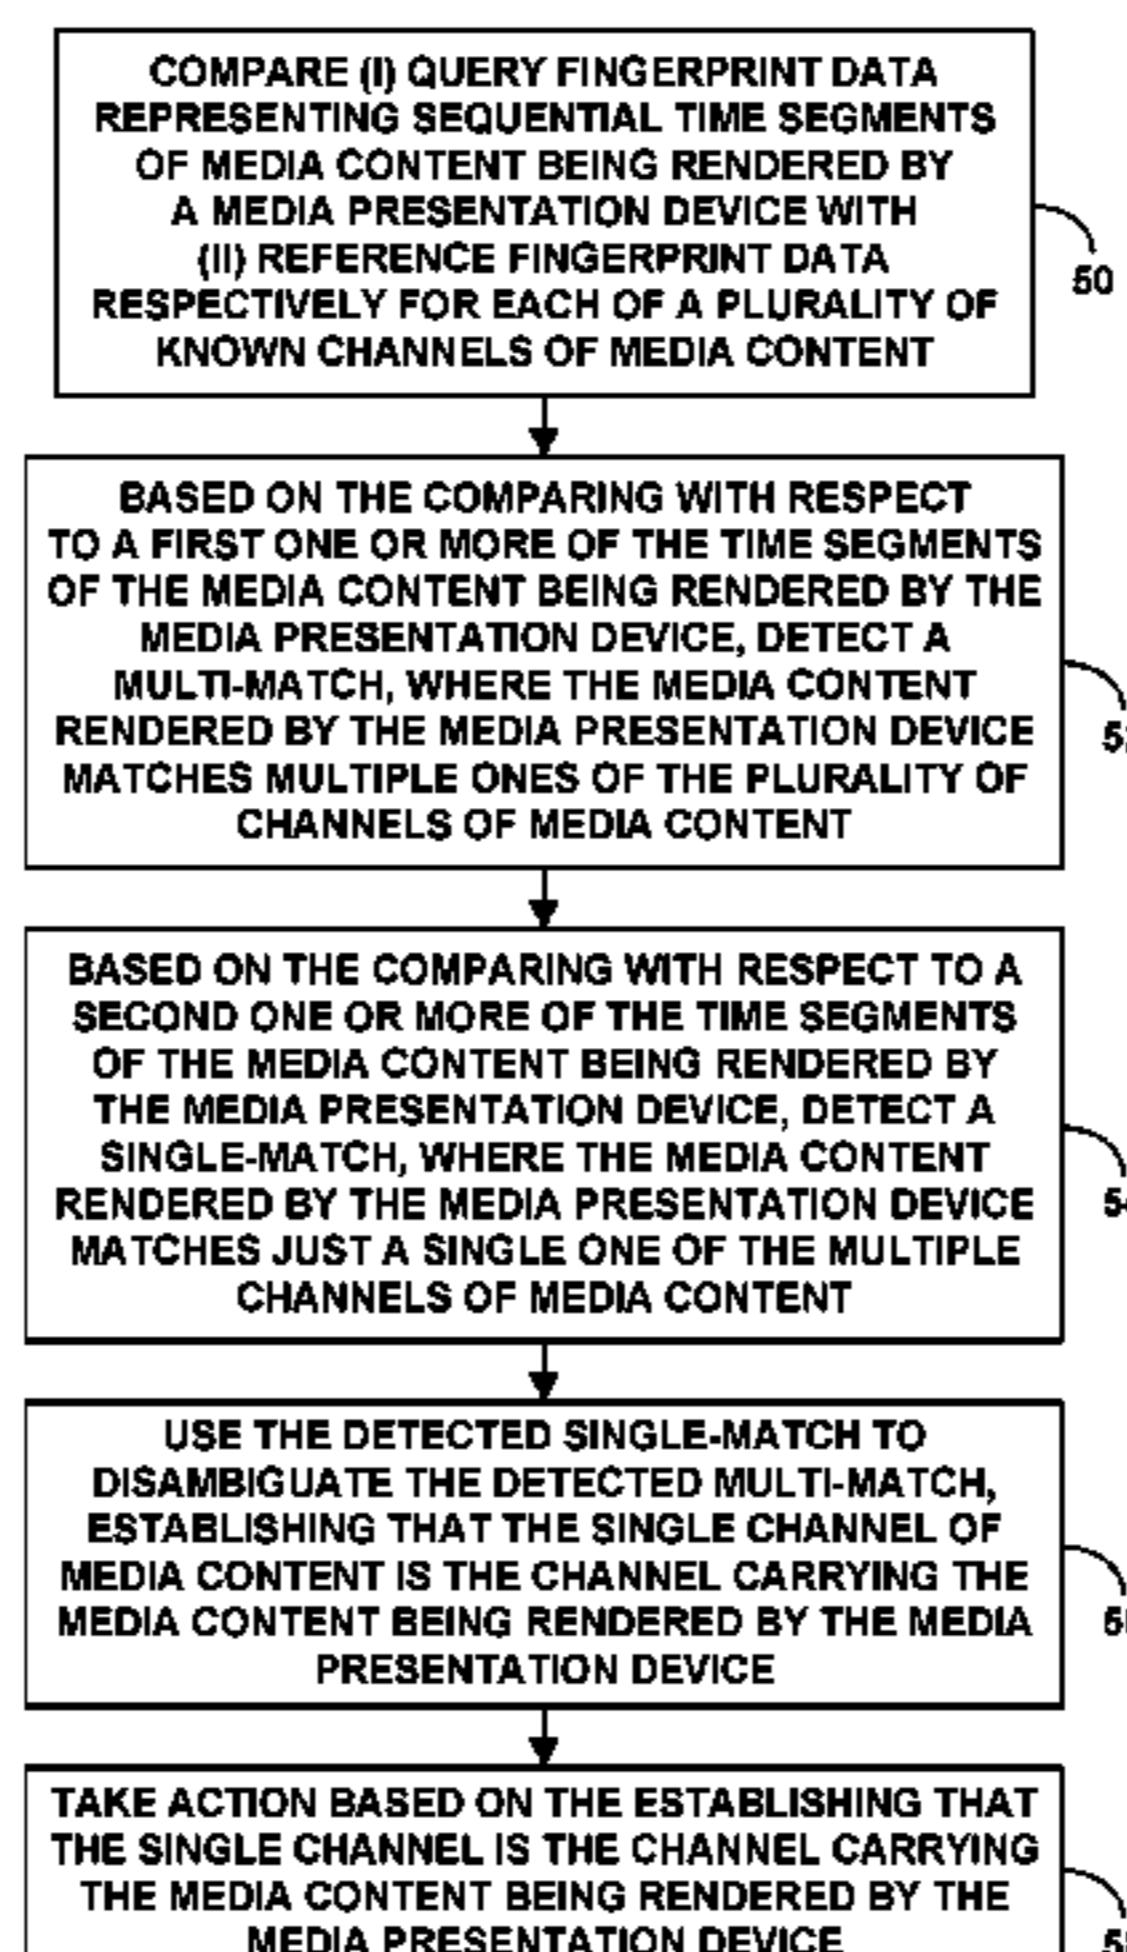 COMPARE (I) QUERY FINGERPRINT DATA
REPRESENTING SEQUENTIAL TIME SEGMENTS
OF MEDIA CONTENT BEING RENDERED BY
A MEDIA PRESENTATION DEVICE WITH
(II) REFERENCE FINGERPRINT DATA
RESPECTIVELY FOR EACH OF A PLURALITY OF
KNOWN CHANNELS OF MEDIA CONTENT
50
BASED ON THE COMPARING WITH RESPECT
TO A FIRST ONE OR MORE OF THE TIME SEGMENTS
OF THE MEDIA CONTENT BEING RENDERED BY THE
MEDIA PRESENTATION DEVICE, DETECT A
MULTI-MATCH, WHERE THE MEDIA CONTENT
RENDERED BY THE MEDIA PRESENTATION DEVICE
MATCHES MULTIPLE ONES OF THE PLURALITY OF
CHANNELS OF MEDIA CONTENT
BASED ON THE COMPARING WITH RESPECT TO A
SECOND ONE OR MORE OF THE TIME SEGMENTS
OF THE MEDIA CONTENT BEING RENDERED BY
THE MEDIA PRESENTATION DEVICE, DETECT A
SINGLE-MATCH, WHERE THE MEDIA CONTENT
RENDERED BY THE MEDIA PRESENTATION DEVICE
MATCHES JUST A SINGLE ONE OF THE MULTIPLE
CHANNELS OF MEDIA CONTENT
USE THE DETECTED SINGLE-MATCH TO
DISAMBIGUATE THE DETECTED MULTI-MATCH,
ESTABLISHING THAT THE SINGLE CHANNEL OF
MEDIA CONTENT IS THE CHANNEL CARRYING THE
MEDIA CONTENT BEING RENDERED BY THE MEDIA
PRESENTATION DEVICE
TAKE ACTION BASED ON THE ESTABLISHING THAT
THE SINGLE CHANNEL IS THE CHANNEL CARRYING
THE MEDIA CONTENT BEING RENDERED BY THE
MEDIA PRESENTATION DEVICE